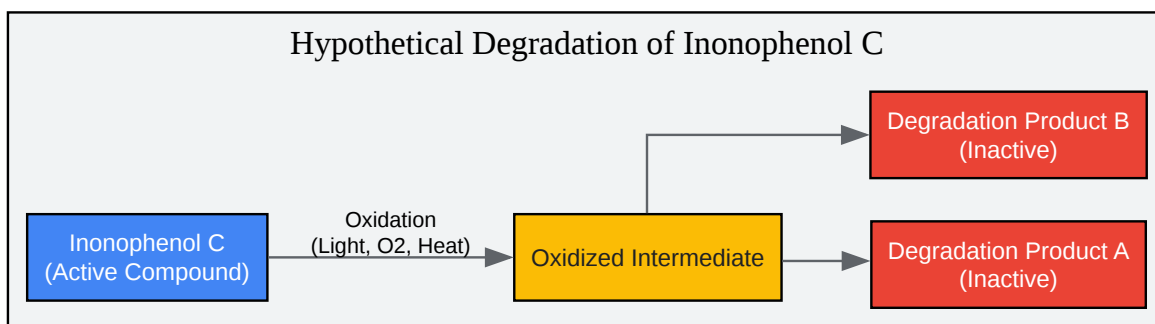 Hypothetical Degradation of Inonophenol C
Degradation Product B
(Inactive)
Oxidation
(Light, O2, Heat)
Inonophenol C
(Active Compound)
Oxidized Intermediate
Degradation Product A
(Inactive)